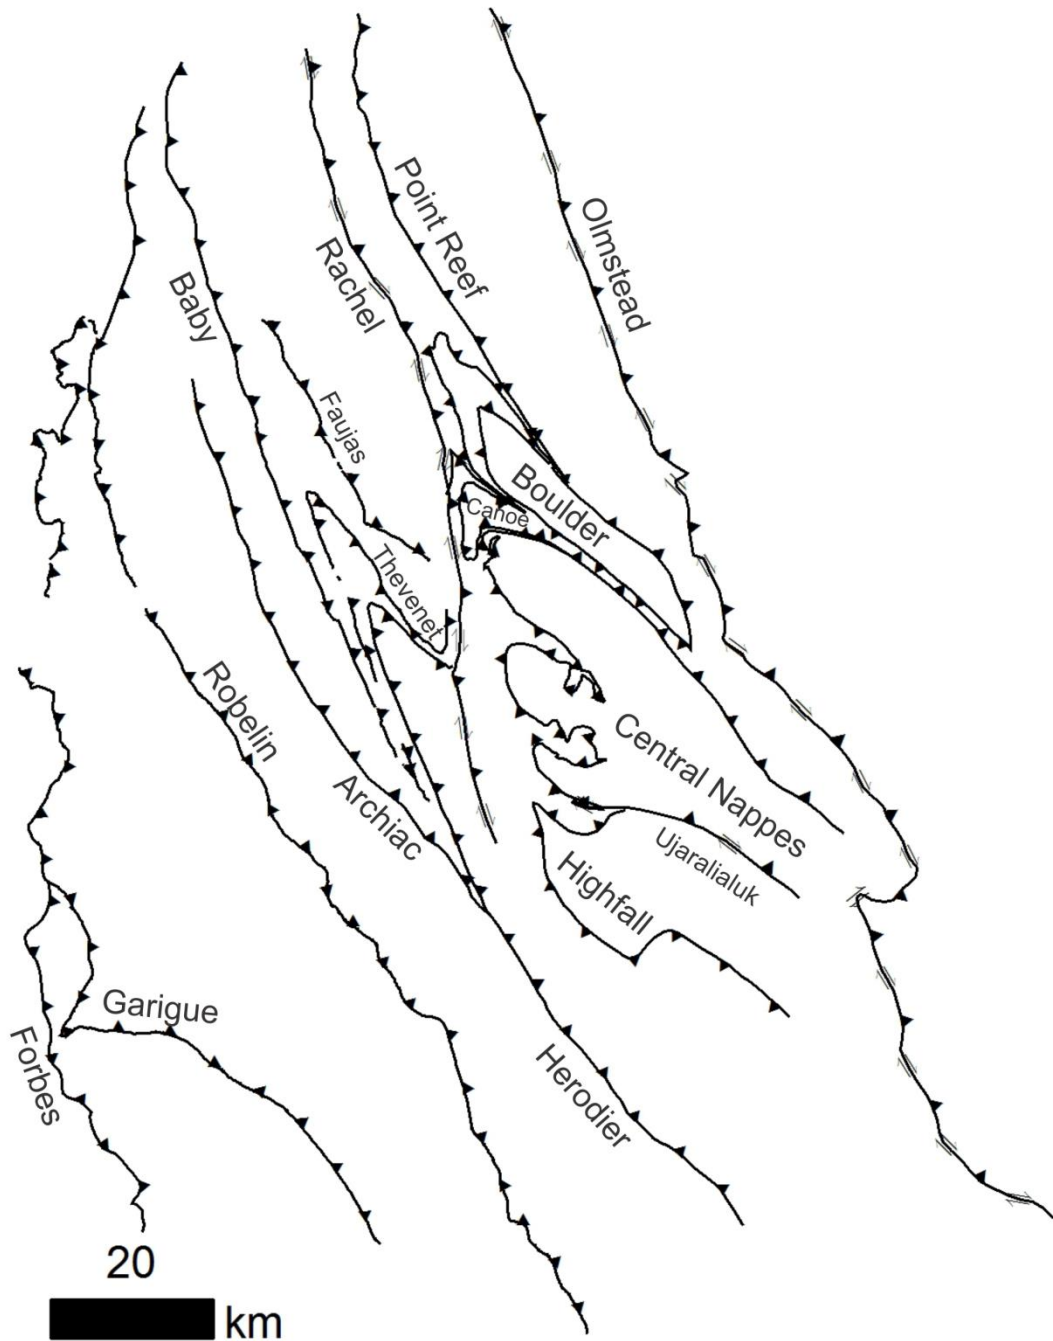 Point Reef
Olmstead
Rachel
Baby
Faujas
Boulder
Canoe
Thevenet
Robelin
Central Nappes
Archiac
Ujaralialuk
Highfall
Garigue
Forbes
Herodier
20
km